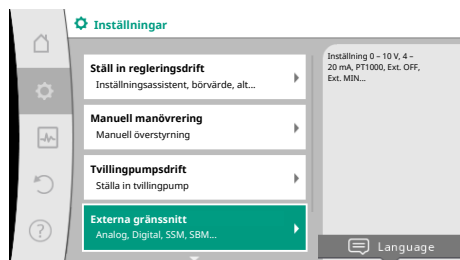 Inställningar
Ställ in regleringsdrift
Inställningsassistent, börvärde, alt...
Manuell manövrering
Manuell överstyrning
Tvillingpumpsdrift
Ställa in tvillingpump
Externa gränssnitt
Analog, Digital, SSM, SBM...
Inställning 0 – 10 V, 4 –
20 mA, PT1000, Ext. OFF,
Ext. MIN...
Language